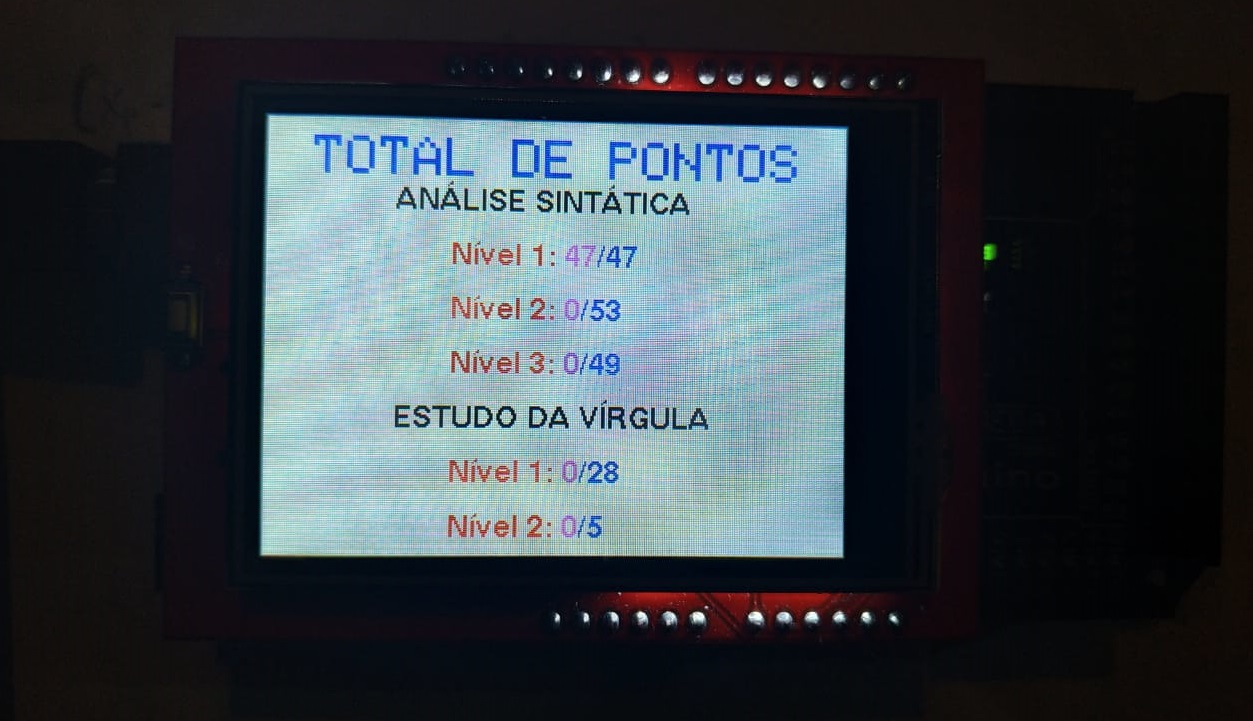 TOTAL DE PONTOS
ANÁLISE SINTÁTICA
Nível 1: 47/47
Nível 2: 0/53
Nível 3: 0/49
ESTUDO DA VÍRGULA
Nível 1: 0/28
Nível 2: 0/5